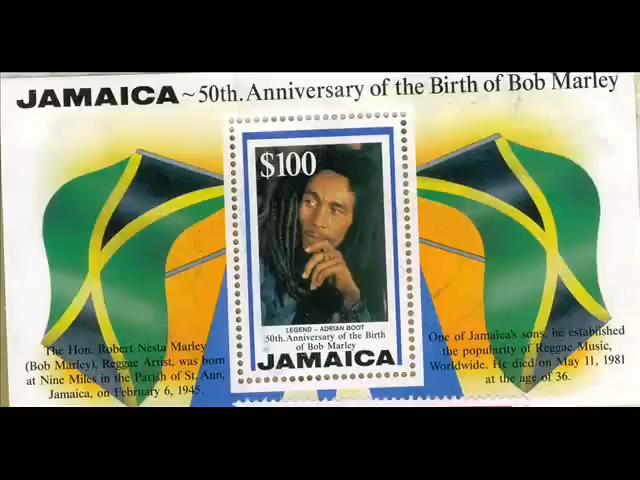 JAMAICA ~ 50th. Anniversary of the Birth of Bob Marley
$100
LEGEND - ADRIAN BOOT
50th. Anniversary of the Birth
of Bob Marley
JAMAICA
The Hon. Robert Nesta Marley
(Bob Marley), Reggae Artist, was born
at Nine Miles in the Parish of St. Ann,
Jamaica, on February 6, 1945.
One of Jamaica's sons, he established
the popularity of Reggae Music,
Worldwide. He died on May 11, 1981
at the age of 36.